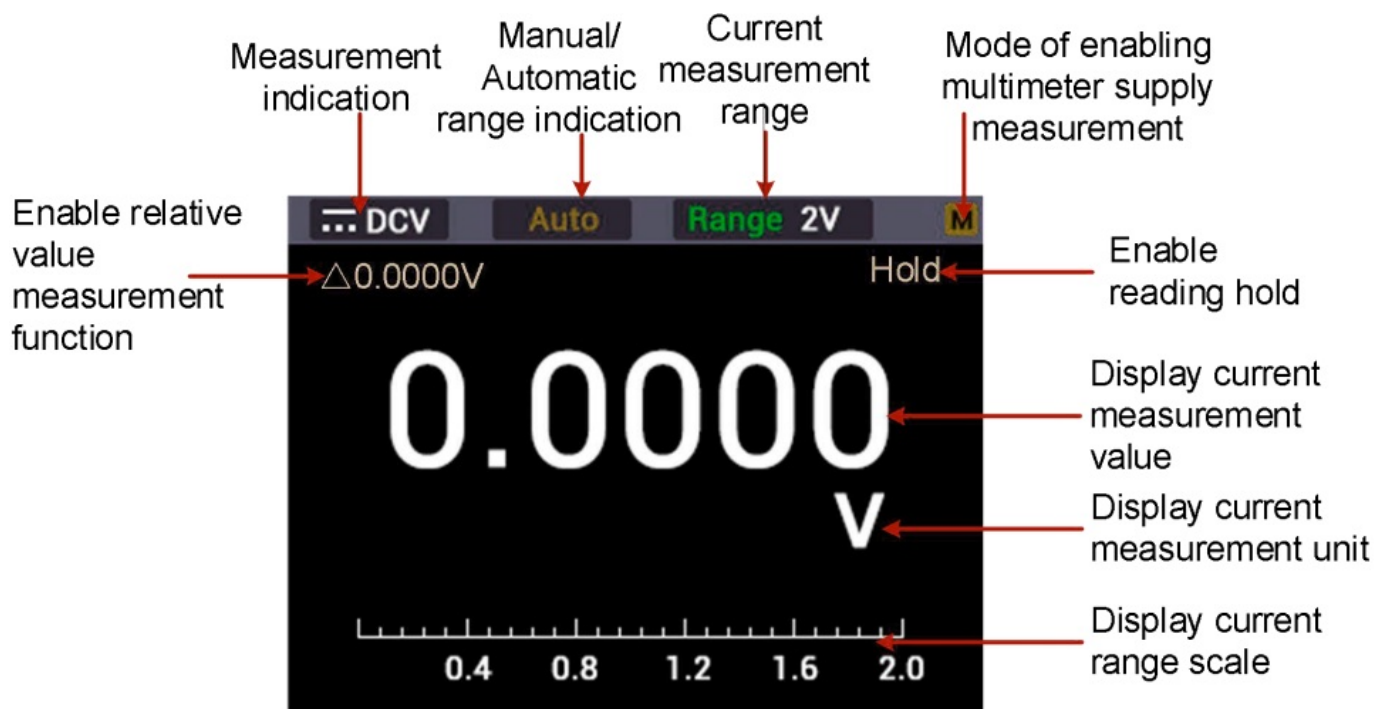 Measurement
indication
Manual/
Automatic
range indication
Current
measurement
range
Mode of enabling
multimeter supply
measurement
Enable relative
value
measurement
function
DCV
Auto
Range 2V
M
△0.0000V
Hold
Enable
reading hold
0.0000
Display current
measurement
value
V
Display current
measurement unit
0.4 0.8 1.2 1.6 2.0
Display current
range scale